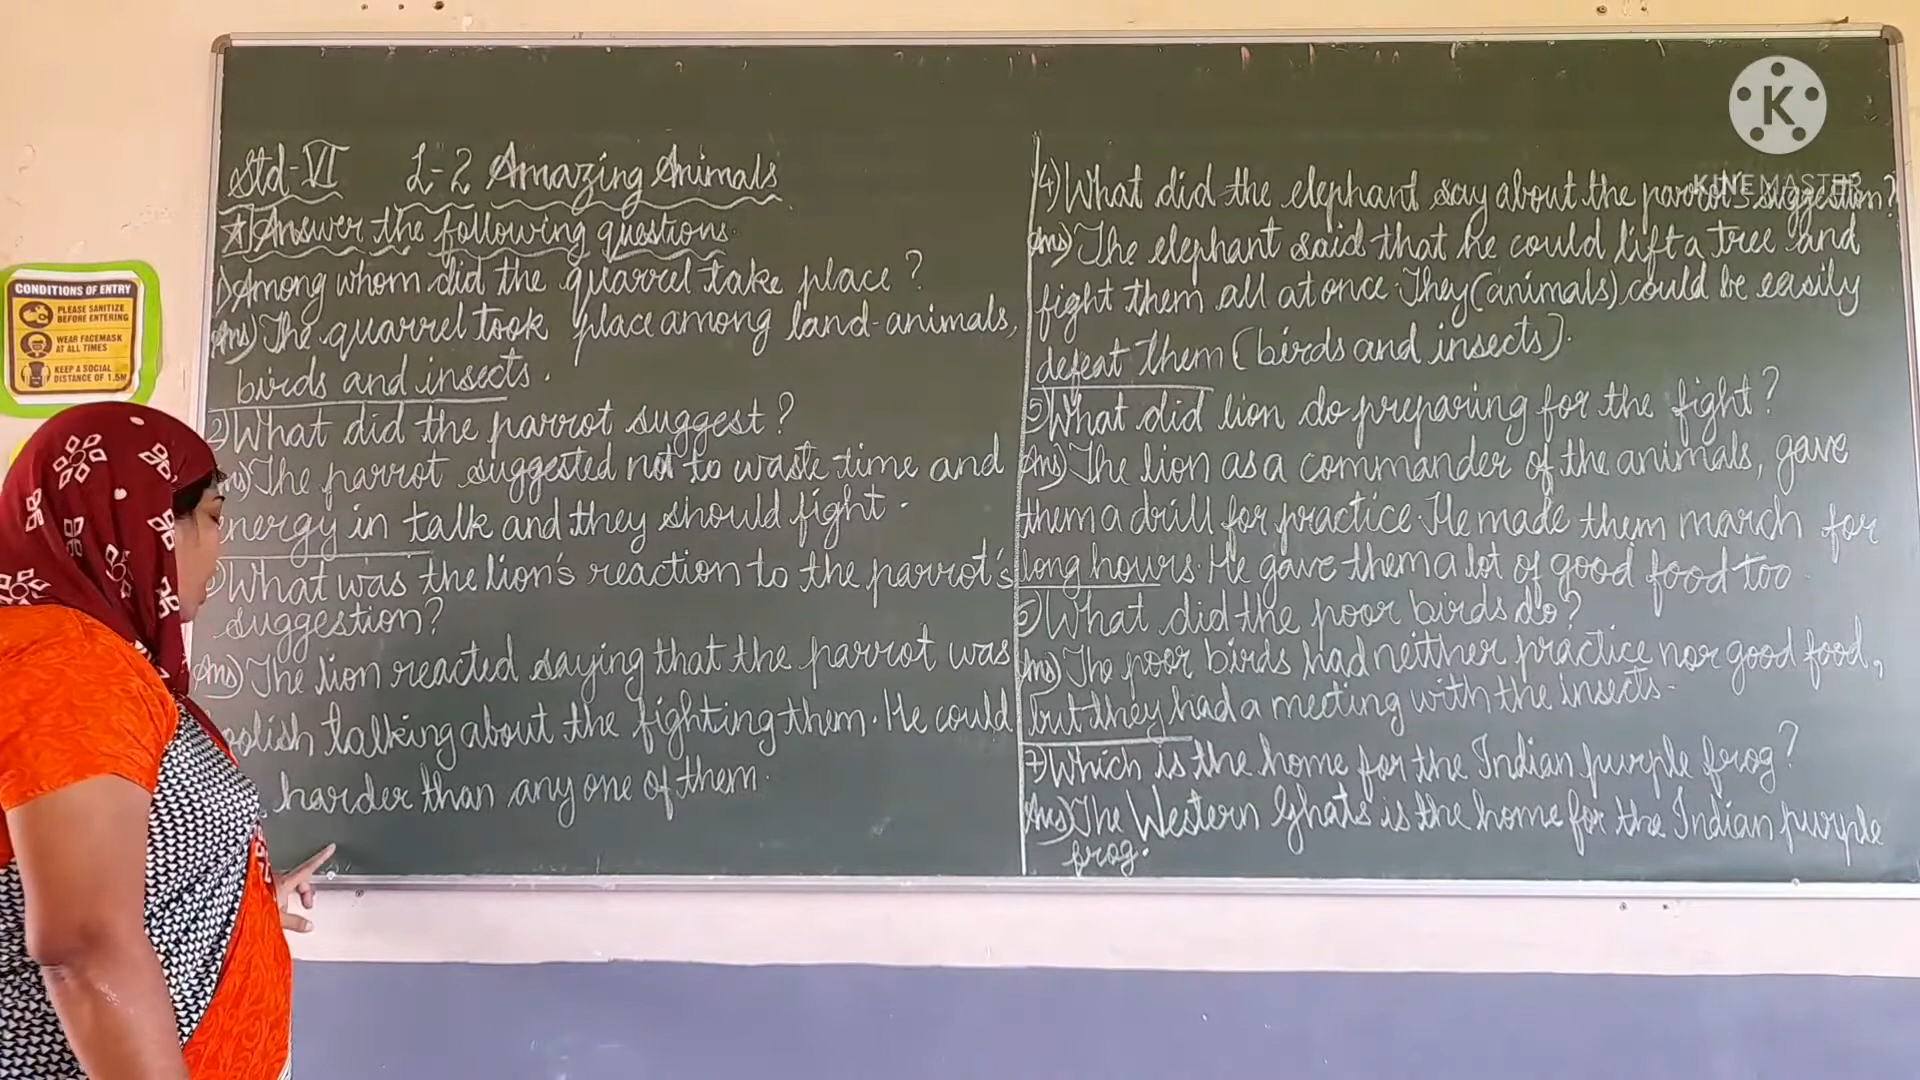 Std-VI L-2 Amazing Animals
*] Answer the following questions.
1) Among whom did the quarrel take place?
Ans) The quarrel took place among land-animals,
birds and insects.
2) What did the parrot suggest?
Ans) The parrot suggested not to waste time and
energy in talk and they should fight.
What was the lion's reaction to the parrot's
suggestion?
Ans) The lion reacted saying that the parrot was
oolish talking about the fighting them. He could
harder than any one of them.
4) What did the elephant say about the parrot's suggestion?
Ans) The elephant said that he could lift a tree and
fight them all at once. They (animals) could be easily
defeat them (birds and insects).
5) What did lion do preparing for the fight?
Ans) The lion as a commander of the animals, gave
them a drill for practice. He made them march for
long hours. He gave them a lot of good food too.
6) What did the poor birds do?
Ans) The poor birds had neither practice nor good food,
but they had a meeting with the insects.
7) Which is the home for the Indian purple frog?
Ans) The Western Ghats is the home for the Indian purple
frog.
CONDITIONS OF ENTRY
PLEASE SANITIZE
BEFORE ENTERING
WEAR FACEMASK
AT ALL TIMES
KEEP A SOCIAL
DISTANCE OF 1.5M
K
KINEMASTER